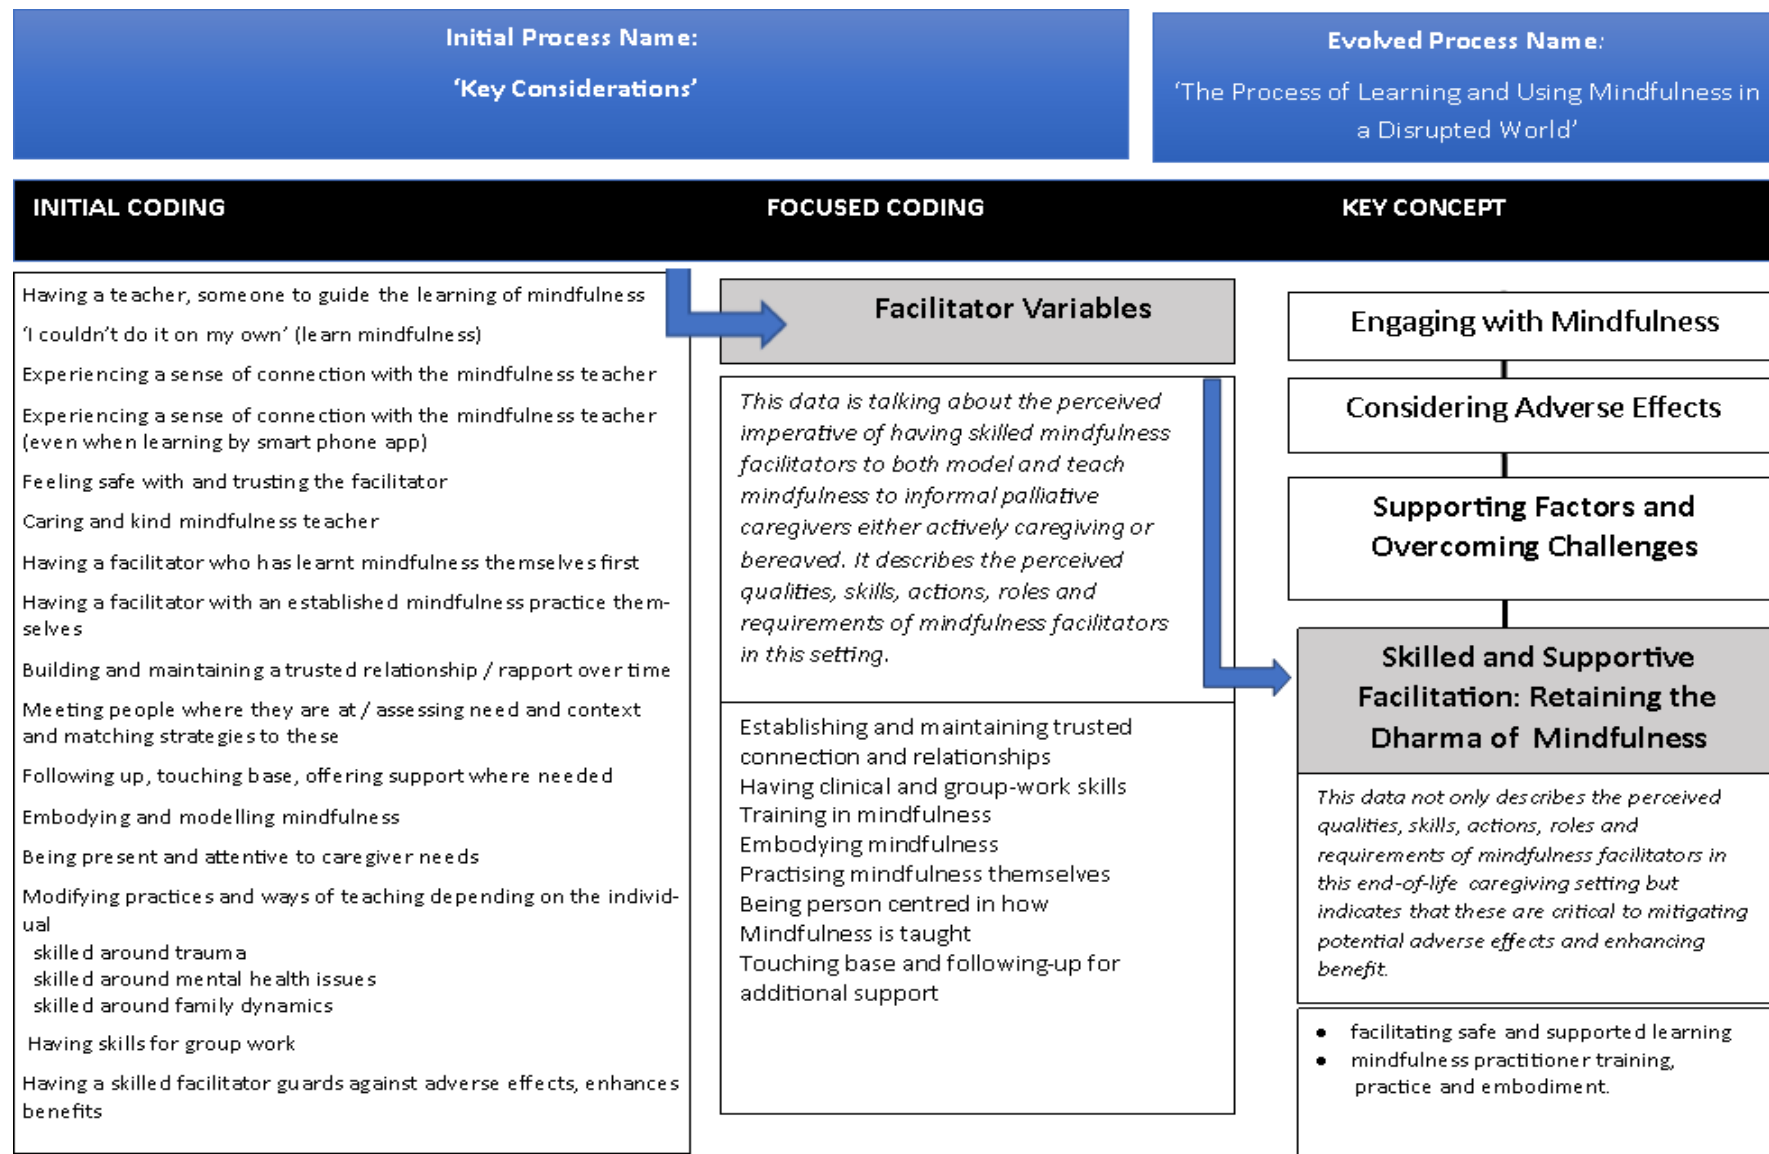 Initial Process Name:
‘Key Considerations’
Evolved Process Name:
‘The Process of Learning and Using Mindfulness in
a Disrupted World’
INITIAL CODING
FOCUSED CODING
KEY CONCEPT
Having a teacher, someone to guide the learning of mindfulness
‘I couldn’t do it on my own’ (learn mindfulness)
Experiencing a sense of connection with the mindfulness teacher
Experiencing a sense of connection with the mindfulness teacher
(even when learning by smart phone app)
Feeling safe with and trusting the facilitator
Caring and kind mindfulness teacher
Having a facilitator who has learnt mindfulness themselves first
Having a facilitator with an established mindfulness practice them-
selves
Building and maintaining a trusted relationship / rapport over time
Meeting people where they are at / assessing need and context
and matching strategies to these
Following up, touching base, offering support where needed
Embodying and modelling mindfulness
Being present and attentive to caregiver needs
Modifying practices and ways of teaching depending on the individ-
ual
skilled around trauma
skilled around mental health issues
skilled around family dynamics
Having skills for group work
Having a skilled facilitator guards against adverse effects, enhances
benefits
Facilitator Variables
This data is talking about the perceived
imperative of having skilled mindfulness
facilitators to both model and teach
mindfulness to informal palliative
caregivers either actively caregiving or
bereaved. It describes the perceived
qualities, skills, actions, roles and
requirements of mindfulness facilitators
in this setting.
Establishing and maintaining trusted
connection and relationships
Having clinical and group-work skills
Training in mindfulness
Embodying mindfulness
Practising mindfulness themselves
Being person centred in how
Mindfulness is taught
Touching base and following-up for
additional support
Engaging with Mindfulness
Considering Adverse Effects
Supporting Factors and
Overcoming Challenges
Skilled and Supportive
Facilitation: Retaining the
Dharma of Mindfulness
This data not only describes the perceived
qualities, skills, actions, roles and
requirements of mindfulness facilitators in
this end-of-life caregiving setting but
indicates that these are critical to mitigating
potential adverse effects and enhancing
benefit.
● facilitating safe and supported learning
● mindfulness practitioner training,
practice and embodiment.